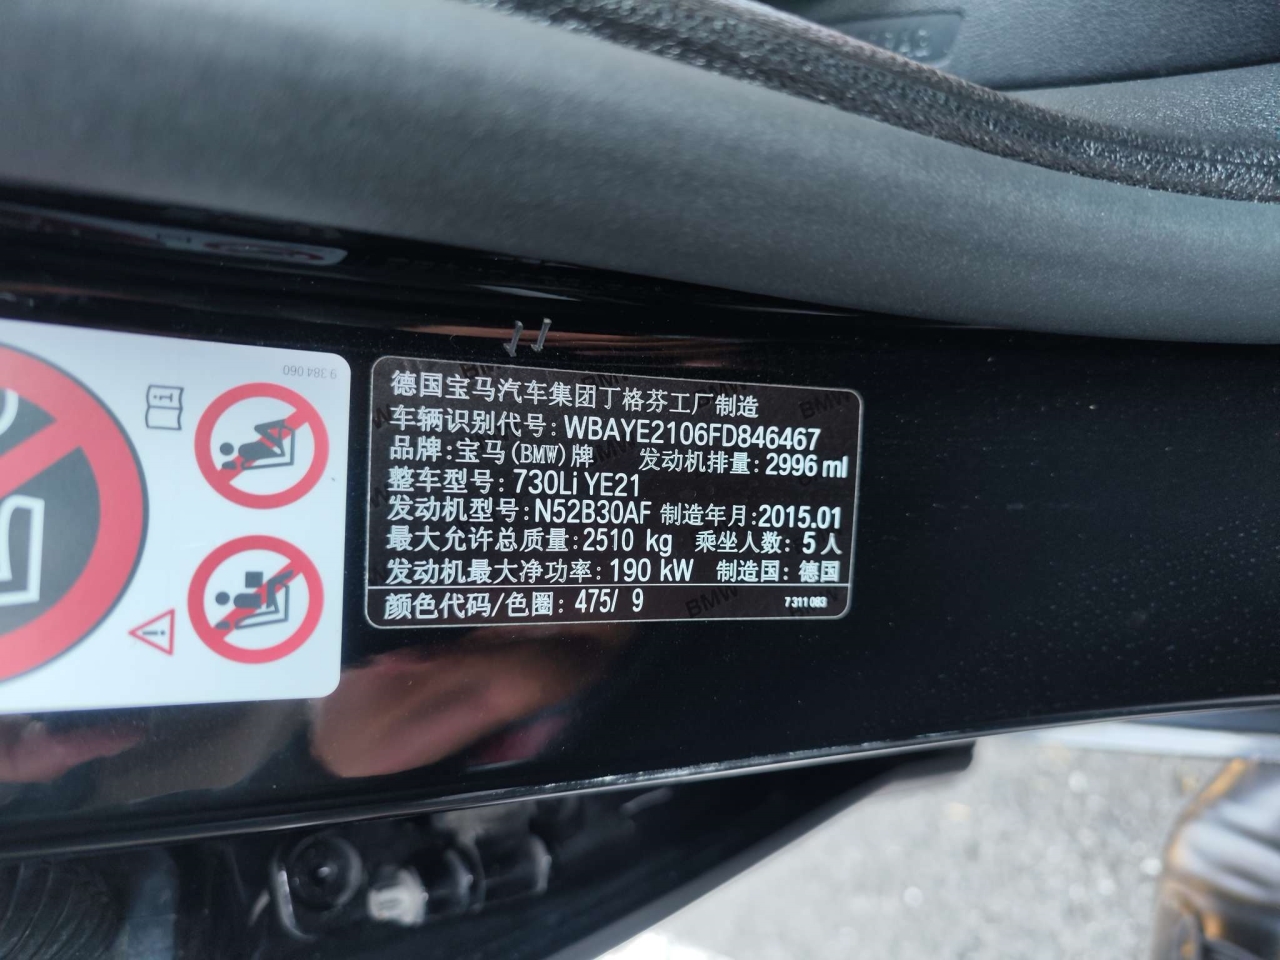 德国宝马汽车集团丁格芬工厂制造
车辆识别代号: WBAYE2106FD846467
品牌:宝马(BMW)牌 发动机排量: 2996 ml
整车型号: 730Li YE21
发动机型号: N52B30AF 制造年月:2015.01
最大允许总质量: 2510 kg 乘坐人数: 5 人
发动机最大净功率: 190 kW 制造国: 德国
颜色代码/色圈: 475/ 9 7 311 083
9 384 060